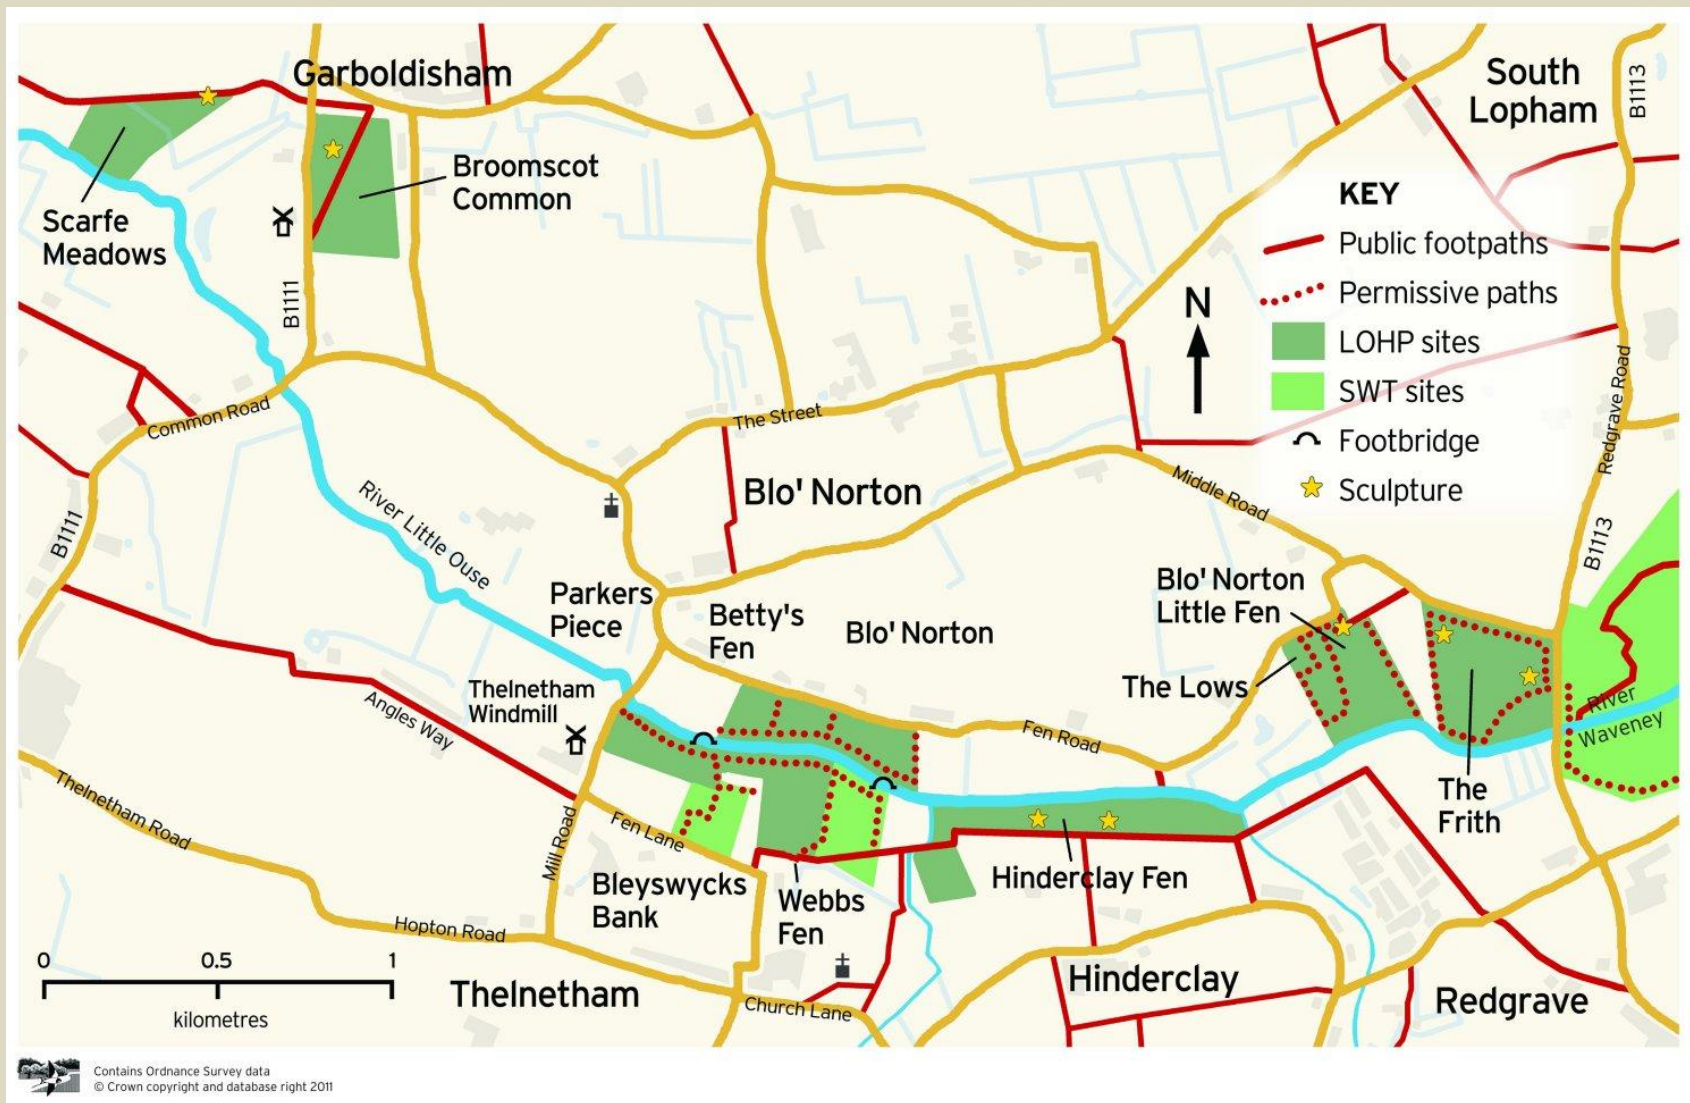 Garboldisham
South
Lopham
B1113
Broomscot
Common
Scarfe
Meadows
B1111
KEY
Public footpaths
Permissive paths
LOHP sites
SWT sites
Footbridge
Sculpture
N
Common Road
The Street
Redgrave Road
B1111
River Little Ouse
Blo' Norton
Middle Road
B1113
Parkers
Piece
Betty's
Fen
Blo' Norton
Blo' Norton
Little Fen
The Lows
Thelnetham
Windmill
Angles Way
Fen Road
River
Waveney
The
Frith
Thelnetham Road
Mill Road
Fen Lane
Bleyswycks
Bank
Webbs
Fen
Hinderclay Fen
Hopton Road
0 0.5 1
kilometres
Thelnetham
Church Lane
Hinderclay
Redgrave
Contains Ordnance Survey data
© Crown copyright and database right 2011